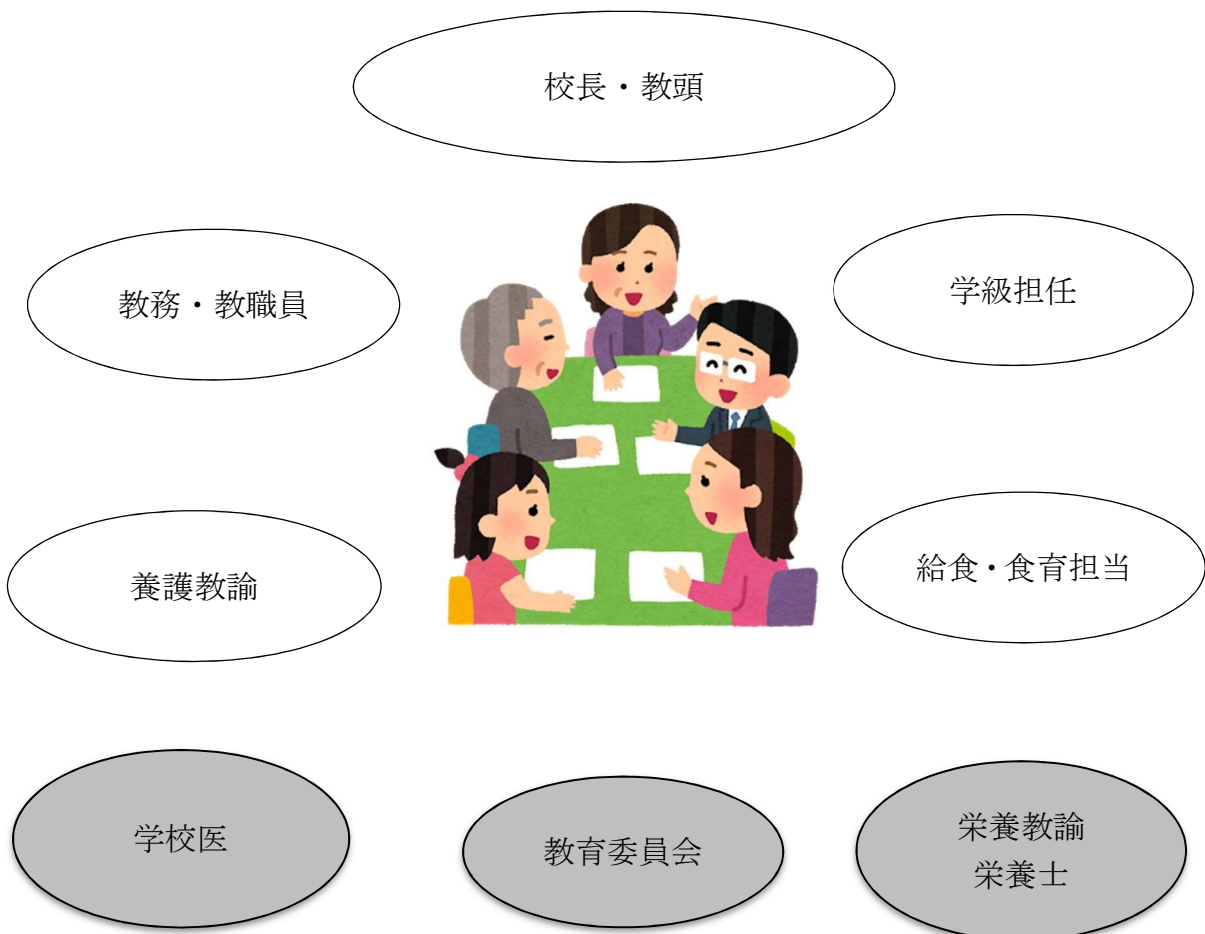 校長・教頭
教務・教職員
学級担任
養護教諭
給食・食育担当
学校医
教育委員会
栄養教諭
栄養士